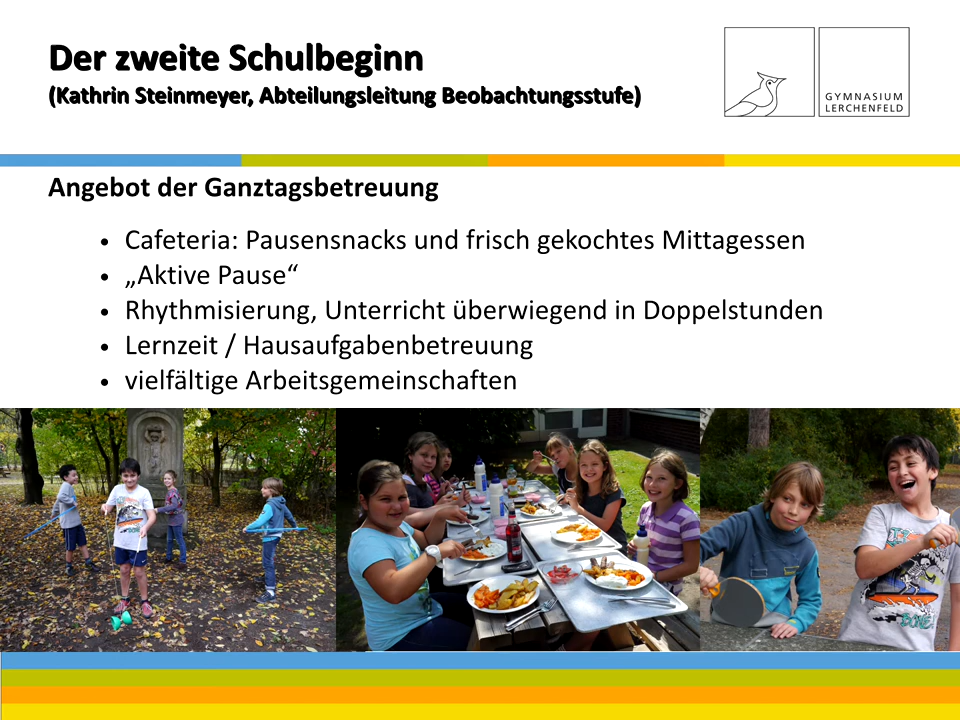 Der zweite Schulbeginn
(Kathrin Steinmeyer, Abteilungsleitung Beobachtungsstufe)
GYMNASIUM
LERCHENFELD
Angebot der Ganztagsbetreuung
• Cafeteria: Pausensnacks und frisch gekochtes Mittagessen
• „Aktive Pause“
• Rhythmisierung, Unterricht überwiegend in Doppelstunden
• Lernzeit / Hausaufgabenbetreuung
• vielfältige Arbeitsgemeinschaften